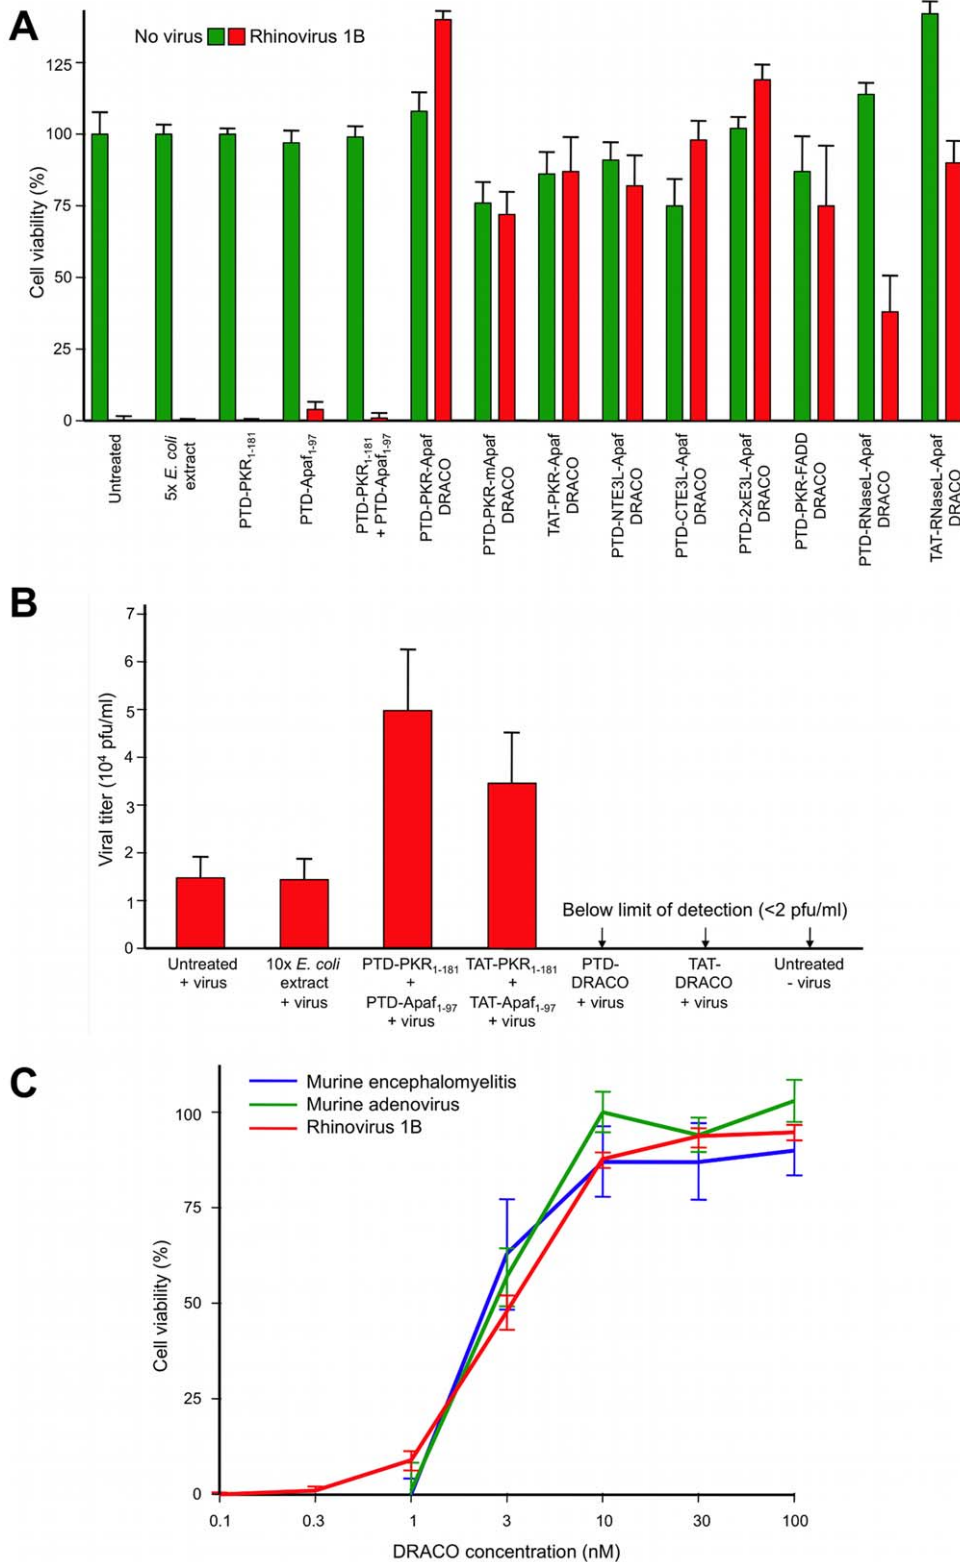 A
No virus Rhinovirus 1B
Cell viability (%)
125
100
75
50
25
0
Untreated
5x E. coli
extract
PTD-PKR1-181
PTD-Apaf1-97
PTD-PKR1-181
+ PTD-Apaf1-97
PTD-PKR-Apaf
DRACO
PTD-PKR-mApaf
DRACO
TAT-PKR-Apaf
DRACO
PTD-NTE3L-Apaf
DRACO
PTD-CTE3L-Apaf
DRACO
PTD-2xE3L-Apaf
DRACO
PTD-PKR-FADD
DRACO
PTD-RNaseL-Apaf
DRACO
TAT-RNaseL-Apaf
DRACO
B
Viral titer (10⁴ pfu/ml)
7
6
5
4
3
2
1
0
Below limit of detection (<2 pfu/ml)
Untreated
+ virus
10x E. coli
extract
+ virus
PTD-PKR1-181
+
PTD-Apaf1-97
+ virus
TAT-PKR1-181
+
TAT-Apaf1-97
+ virus
PTD-
DRACO
+ virus
TAT-
DRACO
+ virus
Untreated
- virus
C
Murine encephalomyelitis
Murine adenovirus
Rhinovirus 1B
Cell viability (%)
100
75
50
25
0
0.1 0.3 1 3 10 30 100
DRACO concentration (nM)